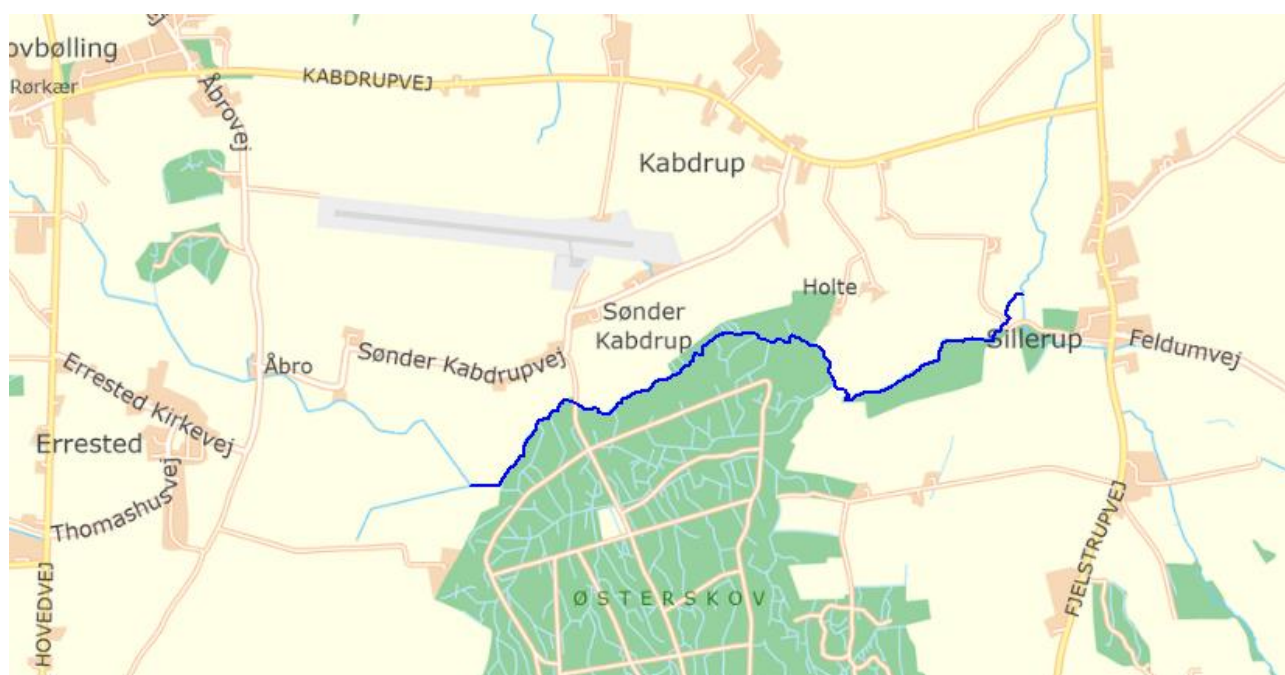 ovbølling
Rørkær
KABDRUPVEJ
Åbrovej
Kabdrup
Holte
Sønder
Kabdrup
Sillerup
Feldumvej
Sønder Kabdrupvej
Åbro
Errested Kirkevej
Errested
Thomashusvej
HOVEDVEJ
FJELSTRUPVEJ
ØSTERSKOV